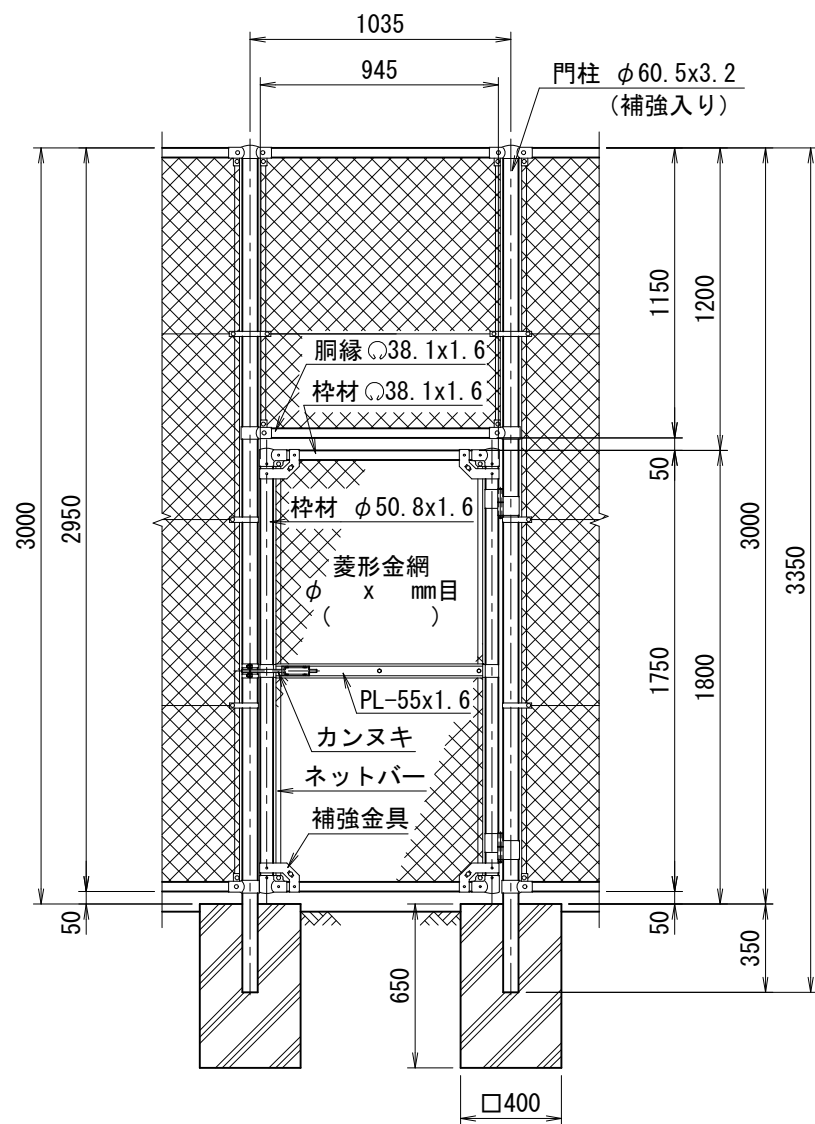 1035
945
門柱 φ60.5x3.2
(補強入り)
3000
2950
50
胴縁 38.1x1.6
枠材 38.1x1.6
枠材 φ50.8x1.6
菱形金網
φ x mm目
( )
PL-55x1.6
カンヌキ
ネットバー
補強金具
1150
50
1750
50
1200
1800
3000
350
3350
650
□400